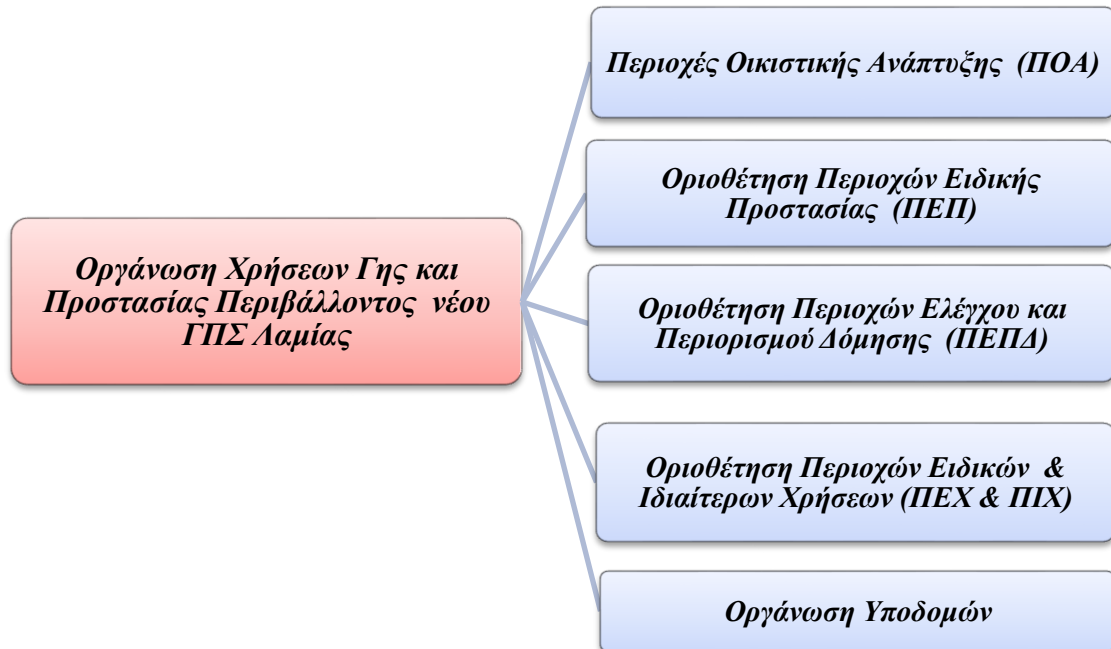 Περιοχές Οικιστικής Ανάπτυξης (ΠΟΑ)
Οριοθέτηση Περιοχών Ειδικής
Προστασίας (ΠΕΠ)
Οργάνωση Χρήσεων Γης και
Προστασίας Περιβάλλοντος νέου
ΓΠΣ Λαμίας
Οριοθέτηση Περιοχών Ελέγχου και
Περιορισμού Δόμησης (ΠΕΠΔ)
Οριοθέτηση Περιοχών Ειδικών &
Ιδιαίτερων Χρήσεων (ΠΕΧ & ΠΙΧ)
Οργάνωση Υποδομών